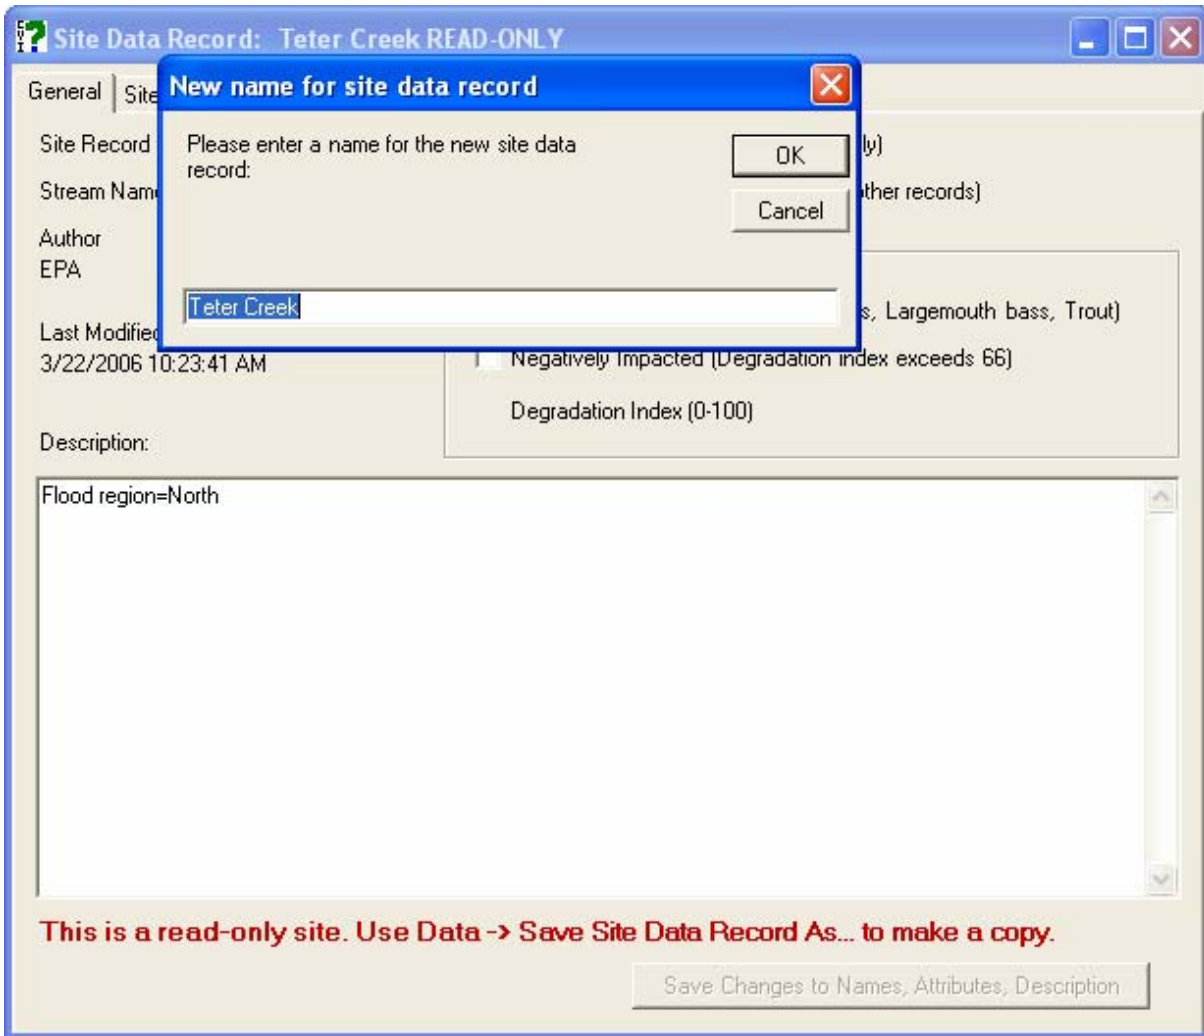 Site Data Record: Teter Creek READ-ONLY
New name for site data record
General Site
Please enter a name for the new site data
record:
OK
Cancel
Site Record
ly)
Stream Nam
ther records)
Author
EPA
Teter Creek
s, Largemouth bass, Trout)
Last Modified
3/22/2006 10:23:41 AM
Negatively Impacted (Degradation index exceeds 66)
Degradation Index (0-100)
Description:
Flood region=North
This is a read-only site. Use Data -> Save Site Data Record As... to make a copy.
Save Changes to Names, Attributes, Description